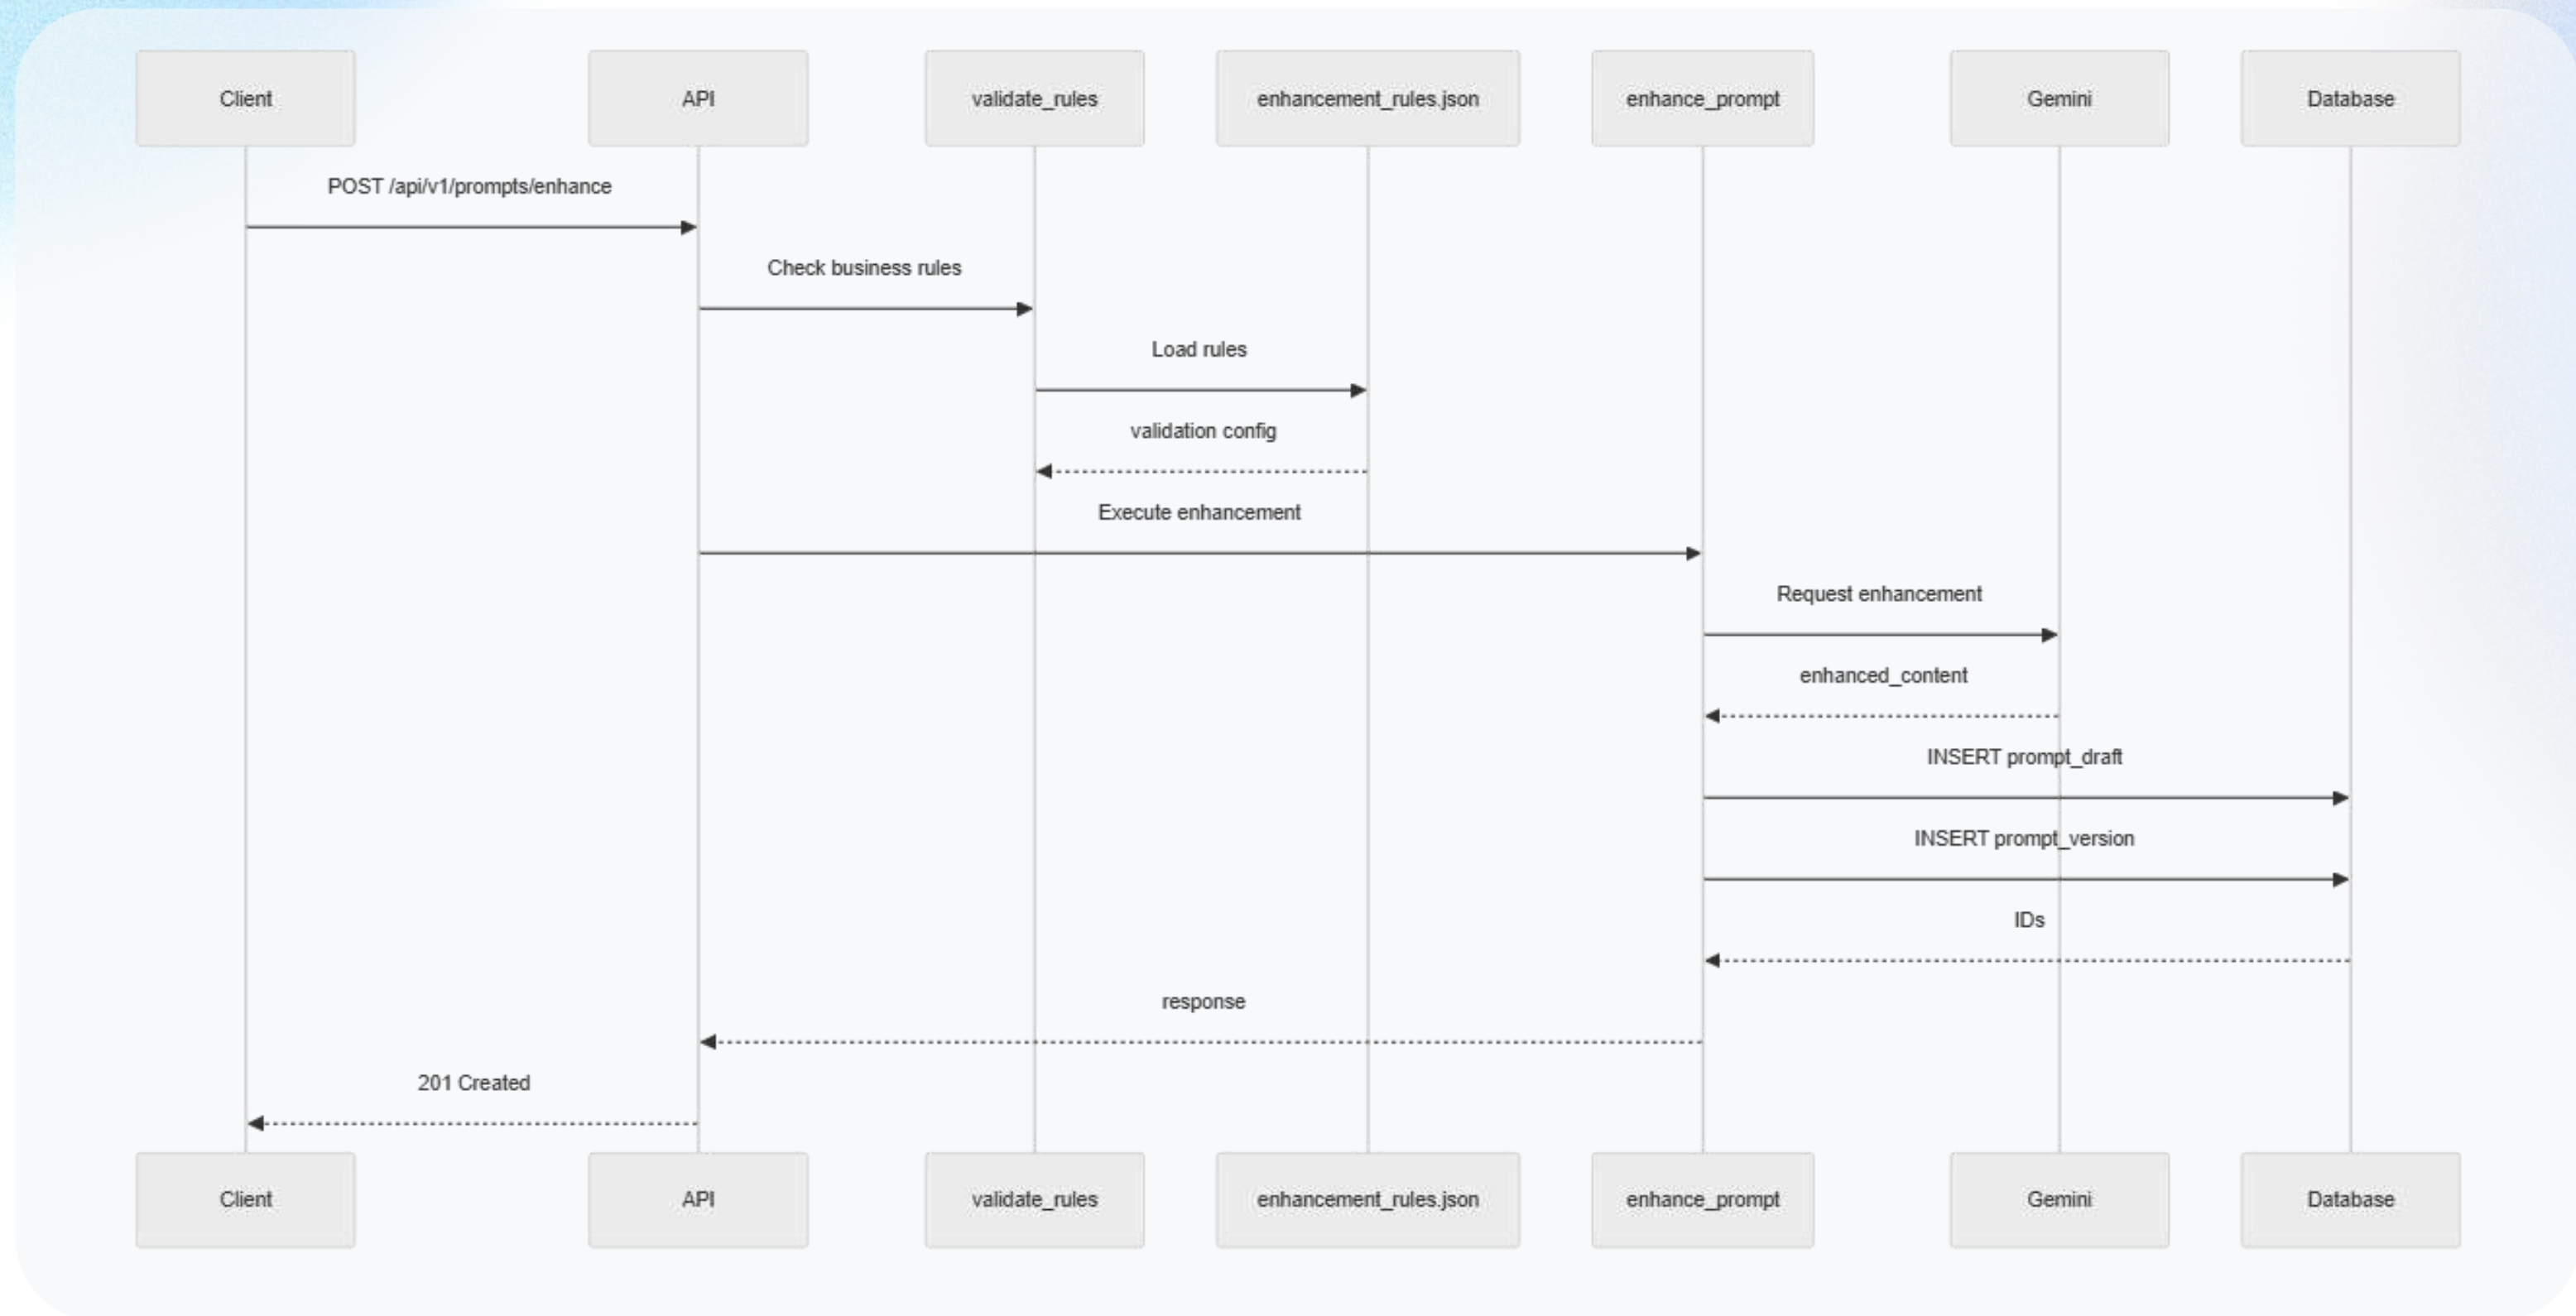 Client
API
validate_rules
enhancement_rules.json
enhance_prompt
Gemini
Database
POST /api/v1/prompts/enhance
Check business rules
Load rules
validation config
Execute enhancement
Request enhancement
enhanced_content
INSERT prompt_draft
INSERT prompt_version
IDs
response
201 Created
Client
API
validate_rules
enhancement_rules.json
enhance_prompt
Gemini
Database